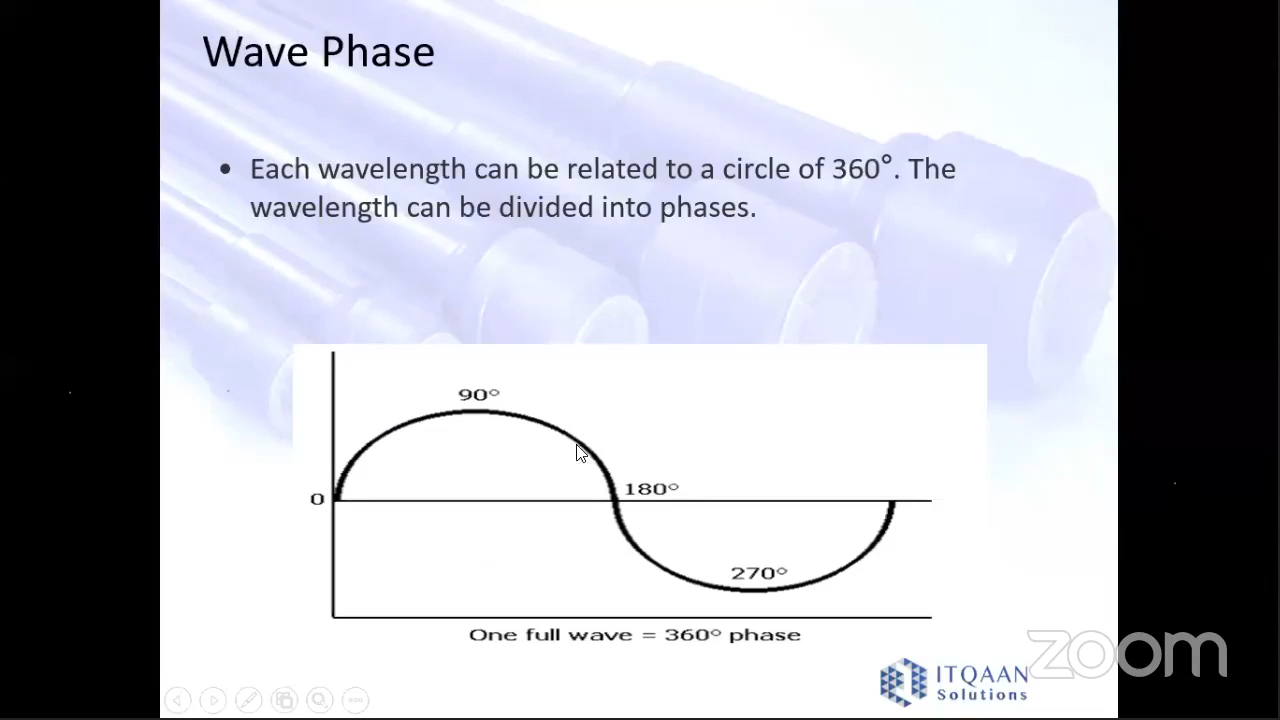 Wave Phase
• Each wavelength can be related to a circle of 360°. The
wavelength can be divided into phases.
90°
0
180°
270°
One full wave = 360° phase
ITQAAN
Solutions
zoom